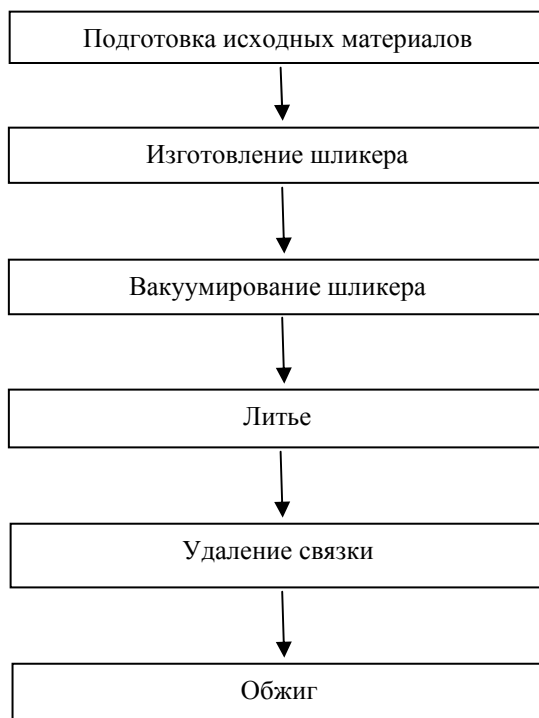 Подготовка исходных материалов
Изготовление шликера
Вакуумирование шликера
Литье
Удаление связки
Обжиг